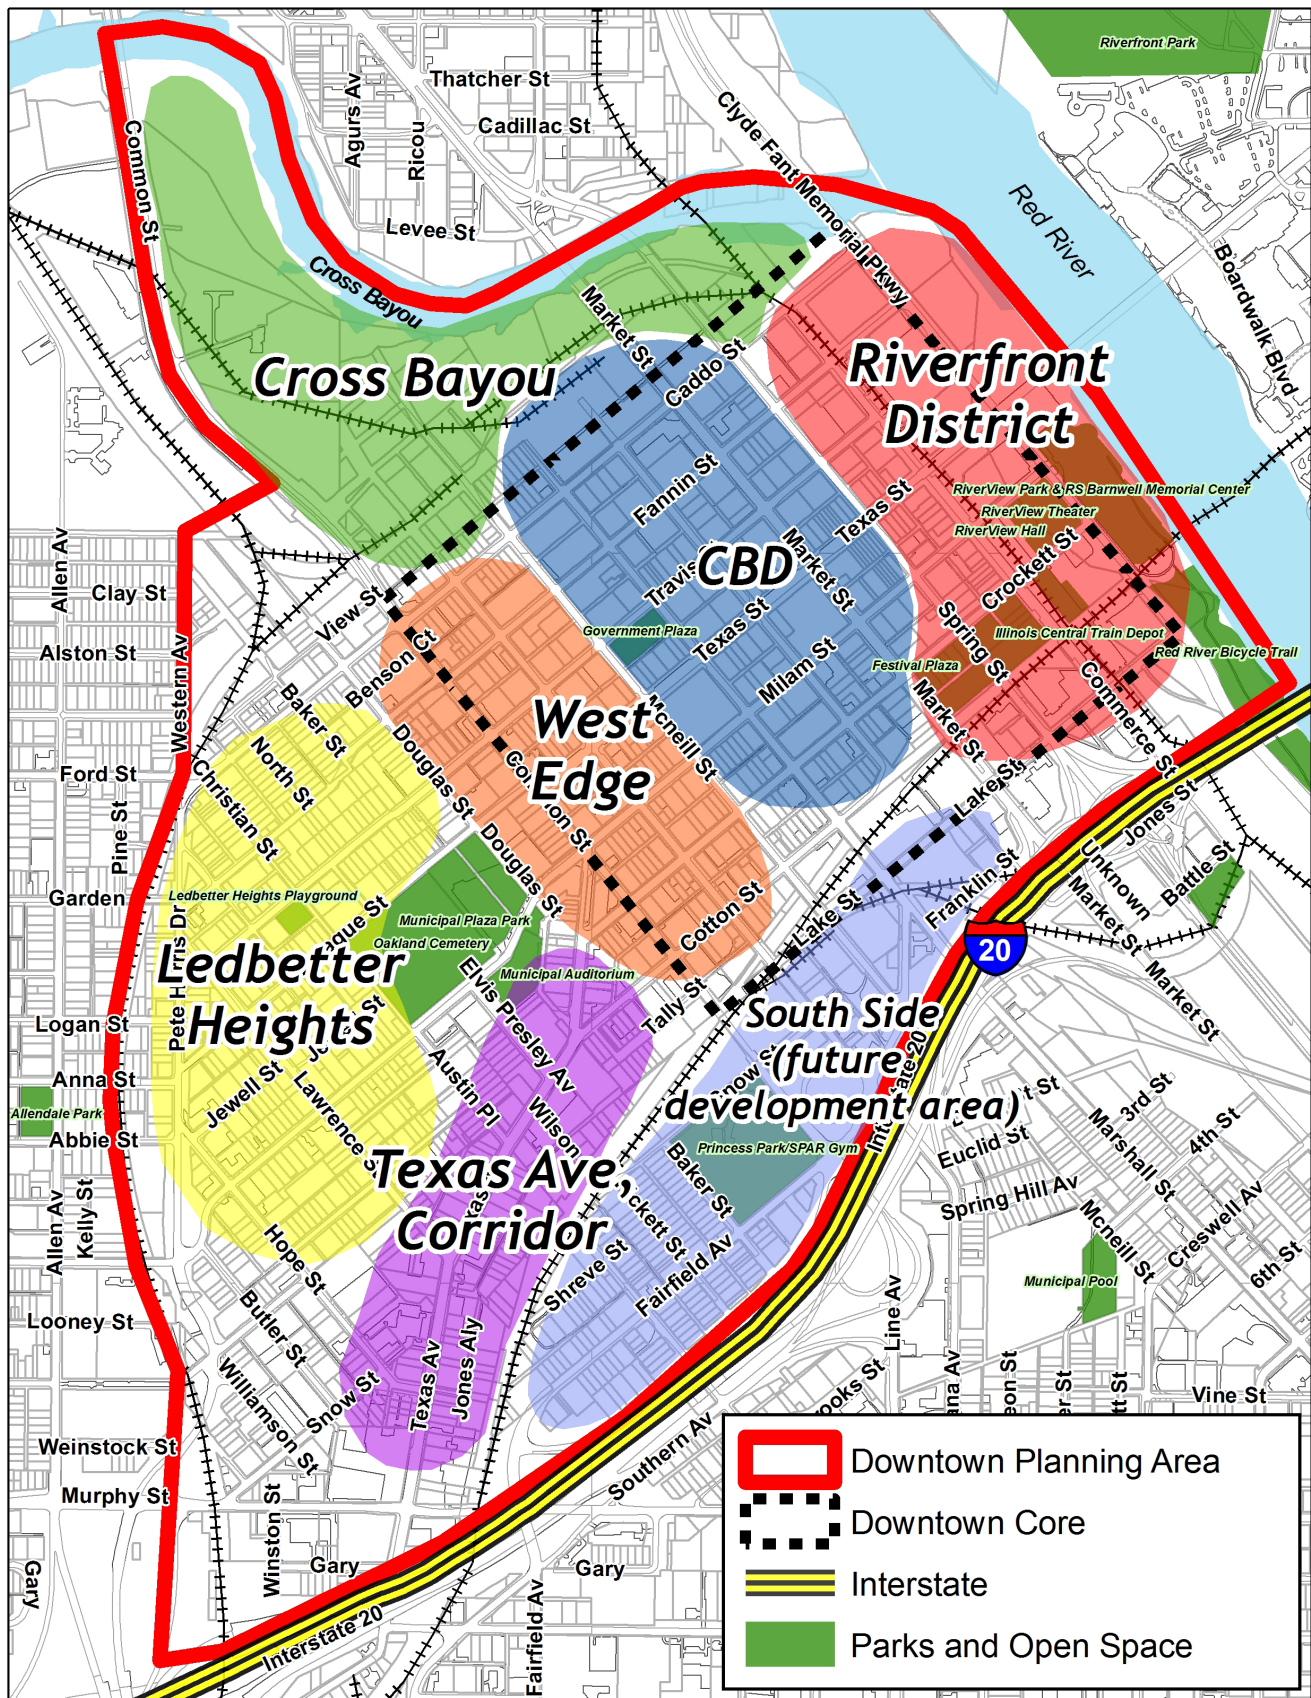 Riverfront Park
Thatcher St
Agurs Av
Ricou
Cadillac St
Clyde Fant Memorial Pkwy
Common St
Red River
Levee St
Cross Bayou
Boardwalk Blvd
Market St
Caddo St
Cross Bayou
Riverfront
District
Fannin St
Texas St
RiverView Park & RS Barnwell Memorial Center
RiverView Theater
RiverView Hall
Crockett St
Market St
CBD
Travis
Allen Av
Clay St
View St
Government Plaza
Texas St
Spring St
Illinois Central Train Depot
Red River Bicycle Trail
Alston St
Western Av
Benson Ct
Festival Plaza
Milam St
Commerce St
Baker St
Market St
West
Edge
Mcneill St
Douglas St
North St
Ford St
Christian St
Common St
Lake St
Jones St
Pine St
Douglas St
Unknown
Battle St
Garden
Ledbetter Heights Playground
Franklin St
Market St
Pete Harris Dr
Municipal Plaza Park
Oakland Cemetery
Cotton St
Lake St
20
Ledbetter
Heights
Elvis Presley Av
Municipal Auditorium
Tally St
Market St
Logan St
South Side
(future
development area)
Snow St
Interstate 20
Anna St
Jewell St
Lawrence St
Austin Pl
Wilson
Allendale Park
Abbie St
3rd St
4th St
Marshall St
Euclid St
Princess Park/SPAR Gym
Baker St
Texas Ave,
Corridor
Spring Hill Av
Allen Av
Kelly St
Mcneill St
Creswell Av
6th St
Hope St
Shreve St
Fairfield Av
Municipal Pool
Looney St
Butler St
Line Av
Texas Av
Jones Aly
Williamson St
Snow St
Vine St
Weinstock St
Southern Av
Murphy St
Winston St
Gary
Gary
Gary
Fairfield Av
Interstate 20
Downtown Planning Area
Downtown Core
Interstate
Parks and Open Space